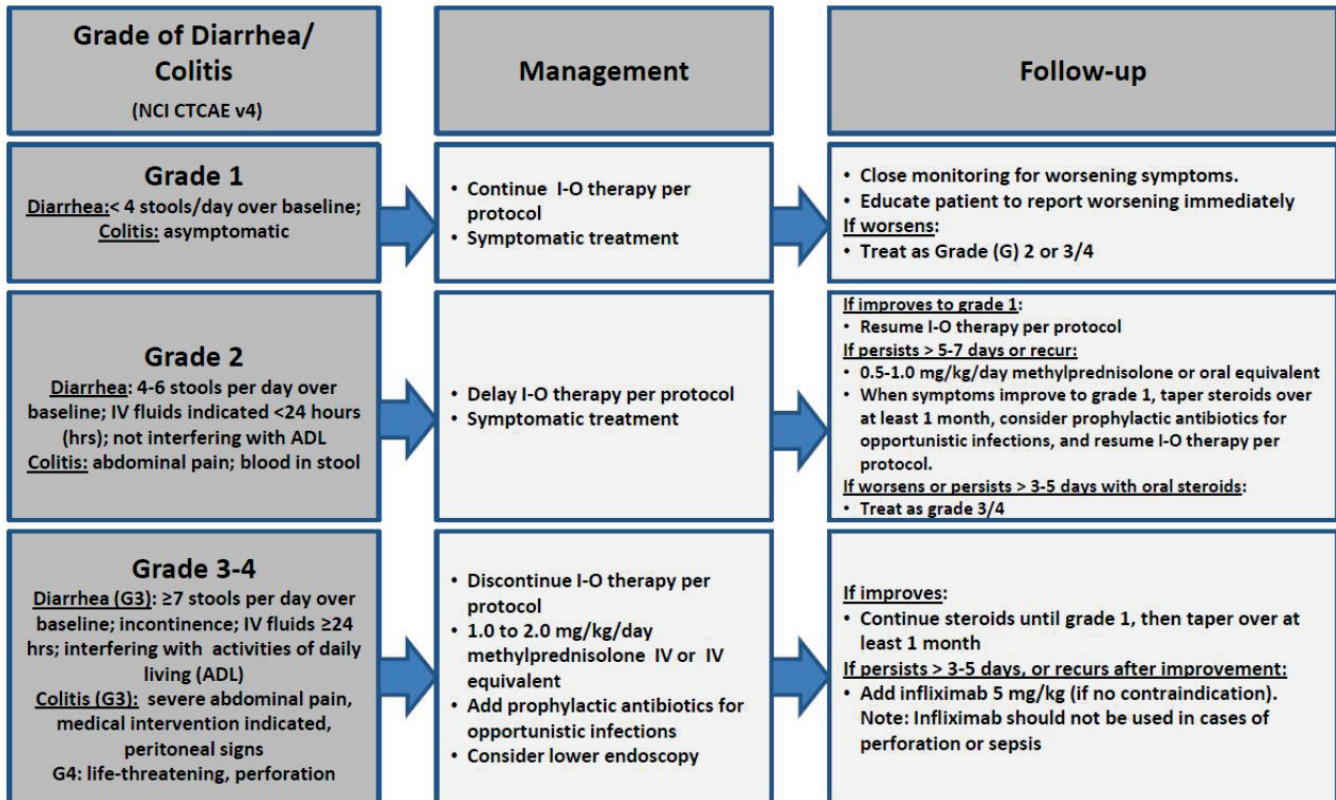 Grade of Diarrhea/
Colitis
(NCI CTCAE v4)
Management
Follow-up
Grade 1
Diarrhea:< 4 stools/day over baseline;
Colitis: asymptomatic
• Continue I-O therapy per
protocol
• Symptomatic treatment
• Close monitoring for worsening symptoms.
• Educate patient to report worsening immediately
If worsens:
• Treat as Grade (G) 2 or 3/4
Grade 2
Diarrhea: 4-6 stools per day over
baseline; IV fluids indicated <24 hours
(hrs); not interfering with ADL
Colitis: abdominal pain; blood in stool
• Delay I-O therapy per protocol
• Symptomatic treatment
If improves to grade 1:
• Resume I-O therapy per protocol
If persists > 5-7 days or recur:
• 0.5-1.0 mg/kg/day methylprednisolone or oral equivalent
• When symptoms improve to grade 1, taper steroids over
at least 1 month, consider prophylactic antibiotics for
opportunistic infections, and resume I-O therapy per
protocol.
If worsens or persists > 3-5 days with oral steroids:
• Treat as grade 3/4
Grade 3-4
Diarrhea (G3): ≥7 stools per day over
baseline; incontinence; IV fluids ≥24
hrs; interfering with activities of daily
living (ADL)
Colitis (G3): severe abdominal pain,
medical intervention indicated,
peritoneal signs
G4: life-threatening, perforation
• Discontinue I-O therapy per
protocol
• 1.0 to 2.0 mg/kg/day
methylprednisolone IV or IV
equivalent
• Add prophylactic antibiotics for
opportunistic infections
• Consider lower endoscopy
If improves:
• Continue steroids until grade 1, then taper over at
least 1 month
If persists > 3-5 days, or recurs after improvement:
• Add infliximab 5 mg/kg (if no contraindication).
Note: Infliximab should not be used in cases of
perforation or sepsis